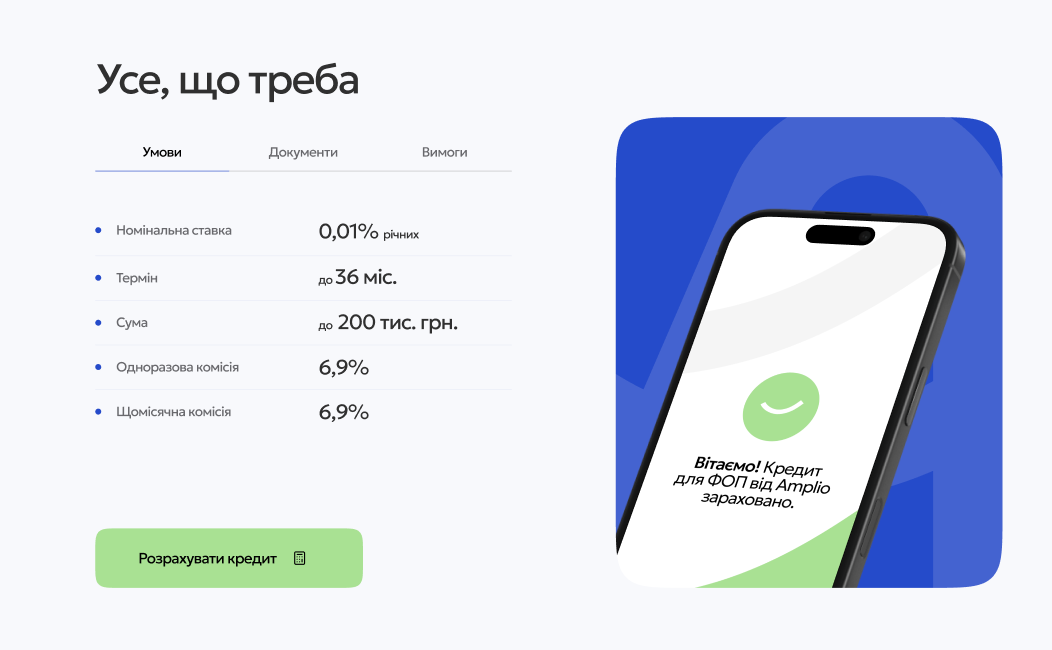 Усе, що треба
Умови Документи Вимоги
Номінальна ставка 0,01% річних
Термін до 36 міс.
Сума до 200 тис. грн.
Одноразова комісія 6,9%
Щомісячна комісія 6,9%
Розрахувати кредит
Вітаємо! Кредит
для ФОП від Amplio
зараховано.